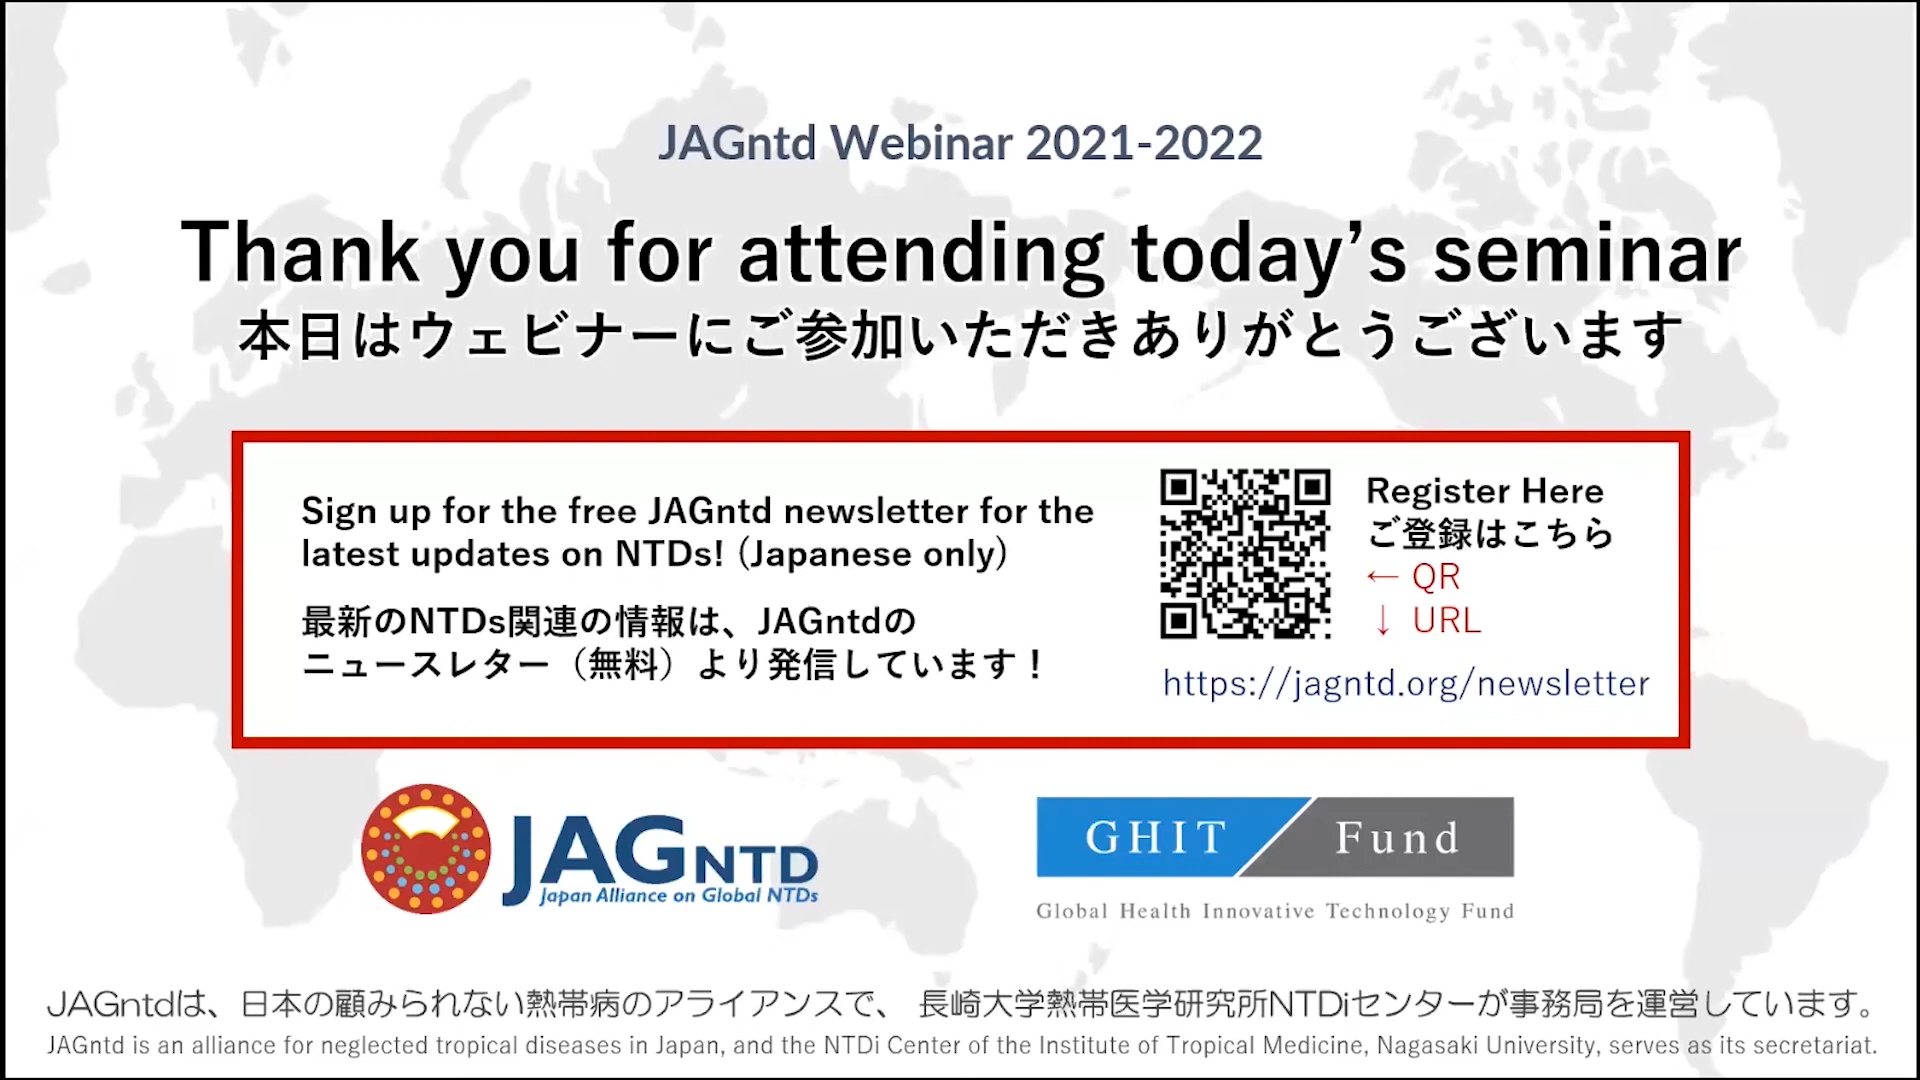 JAGntd Webinar 2021-2022
Thank you for attending today’s seminar
本日はウェビナーにご参加いただきありがとうございます
Sign up for the free JAGntd newsletter for the
latest updates on NTDs! (Japanese only)
最新のNTDs関連の情報は、JAGntdの
ニュースレター（無料）より発信しています！
Register Here
ご登録はこちら
← QR
↓ URL
https://jagntd.org/newsletter
JAGNTD
Japan Alliance on Global NTDs
GHIT Fund
Global Health Innovative Technology Fund
JAGntdは、日本の顧みられない熱帯病のアライアンスで、 長崎大学熱帯医学研究所NTDiセンターが事務局を運営しています。
JAGntd is an alliance for neglected tropical diseases in Japan, and the NTDi Center of the Institute of Tropical Medicine, Nagasaki University, serves as its secretariat.